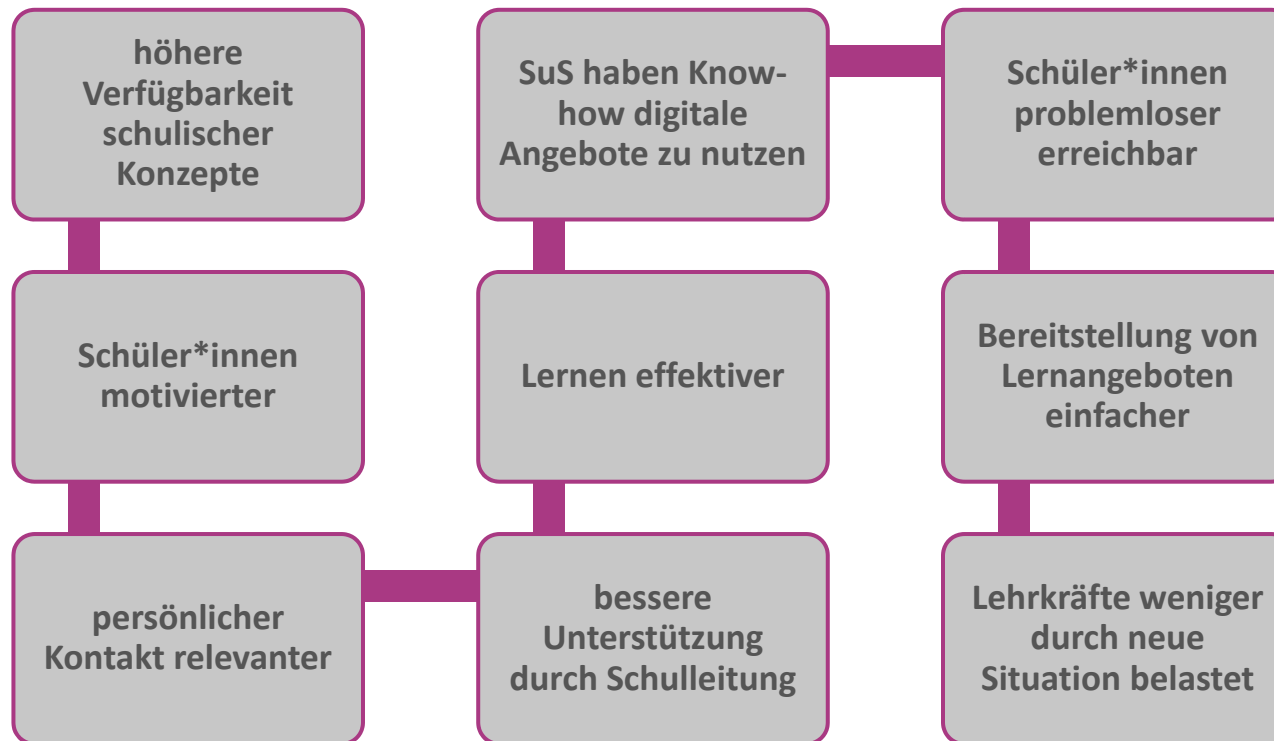 höhere
Verfügbarkeit
schulischer
Konzepte
Schüler*innen
motivierter
persönlicher
Kontakt relevanter
bessere
Unterstützung
durch Schulleitung
Lernen effektiver
SuS haben Know-
how digitale
Angebote zu nutzen
Schüler*innen
problemloser
erreichbar
Bereitstellung von
Lernangeboten
einfacher
Lehrkräfte weniger
durch neue
Situation belastet